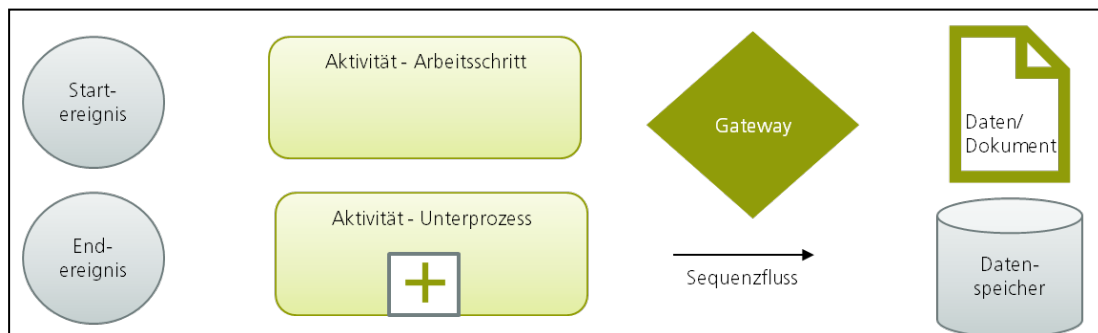 Start-
ereignis
Aktivität - Arbeitsschritt
Gateway
Daten/
Dokument
End-
ereignis
Aktivität - Unterprozess
Sequenzfluss
Daten-
speicher